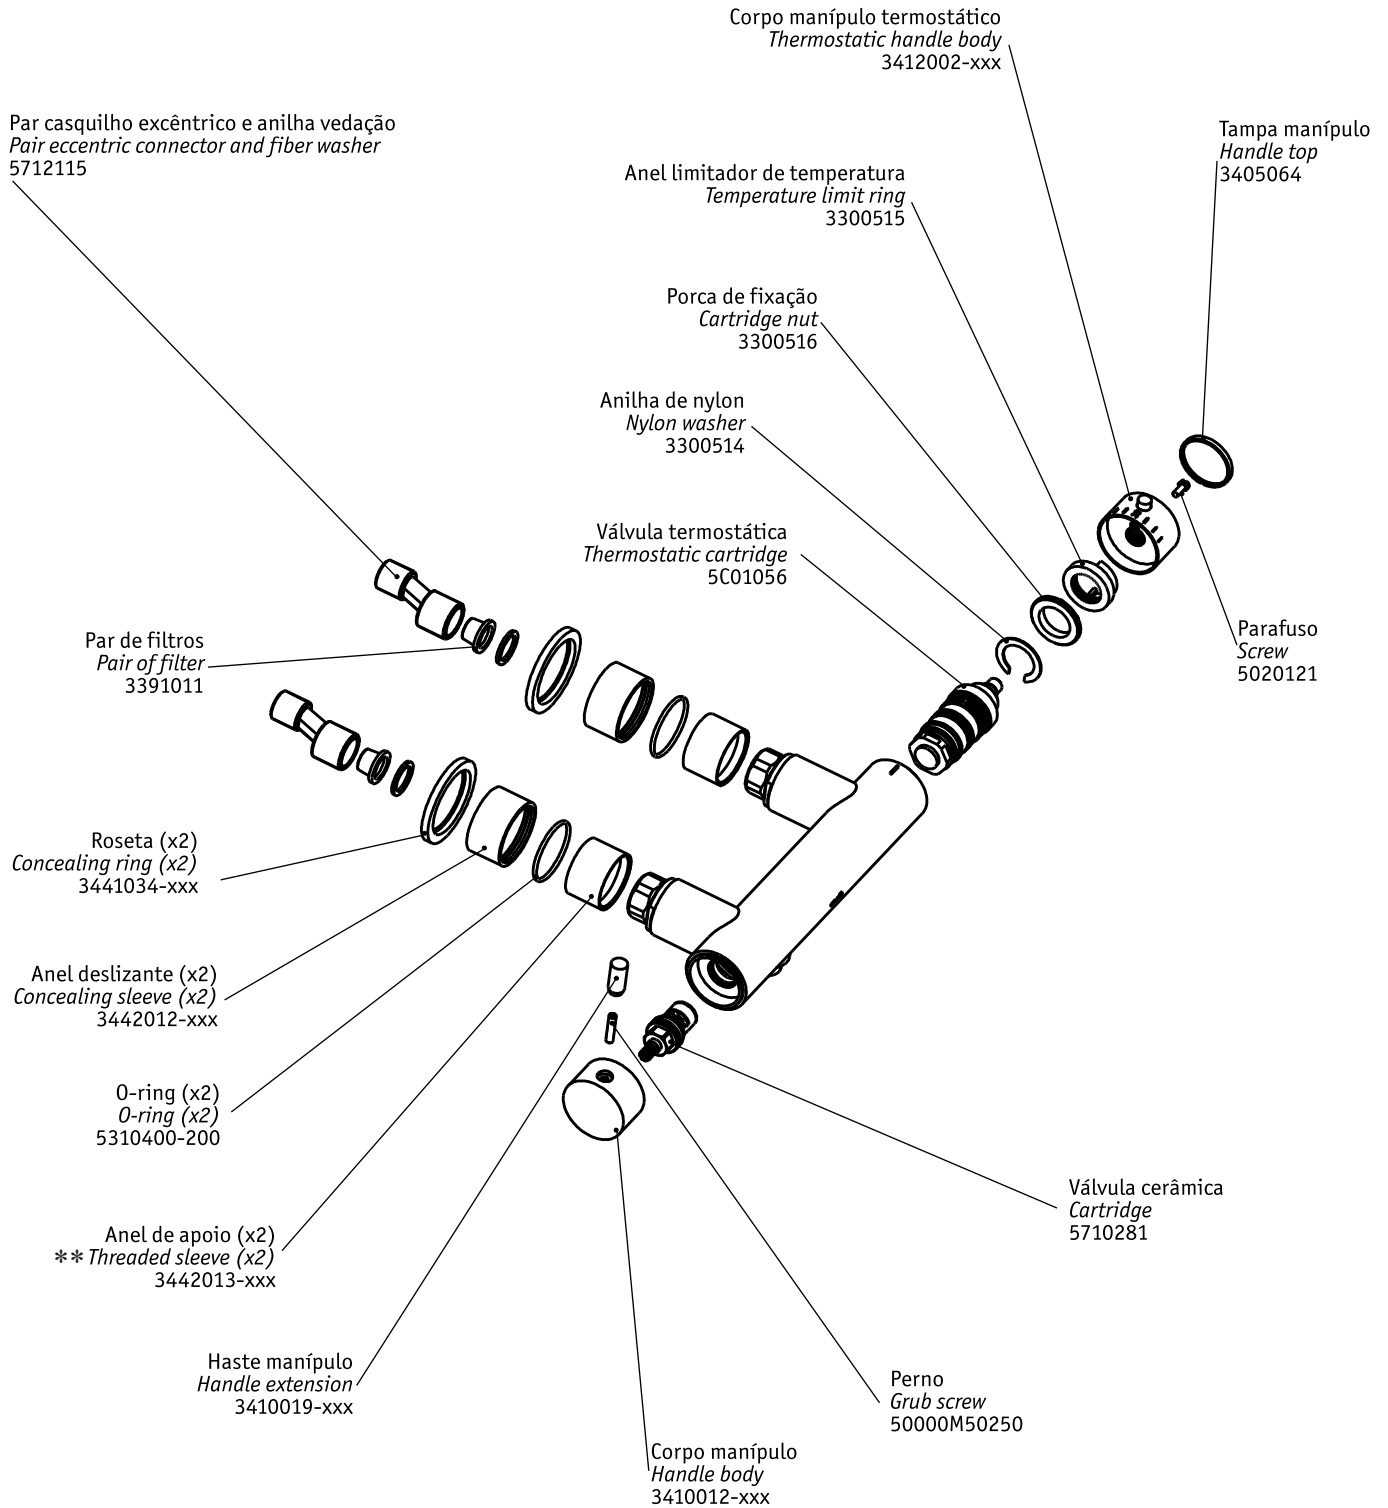 Corpo manípulo termostático
Thermostatic handle body
3412002-xxx
Par casquilho excêntrico e anilha vedação
Pair eccentric connector and fiber washer
5712115
Tampa manípulo
Handle top
3405064
Anel limitador de temperatura
Temperature limit ring
3300515
Porca de fixação
Cartridge nut
3300516
Anilha de nylon
Nylon washer
3300514
Válvula termostática
Thermostatic cartridge
5C01056
Parafuso
Screw
5020121
Par de filtros
Pair of filter
3391011
Roseta (x2)
Concealing ring (x2)
3441034-xxx
Anel deslizante (x2)
Concealing sleeve (x2)
3442012-xxx
O-ring (x2)
O-ring (x2)
5310400-200
Válvula cerâmica
Cartridge
5710281
Anel de apoio (x2)
** Threaded sleeve (x2)
3442013-xxx
Haste manípulo
Handle extension
3410019-xxx
Perno
Grub screw
50000M50250
Corpo manípulo
Handle body
3410012-xxx